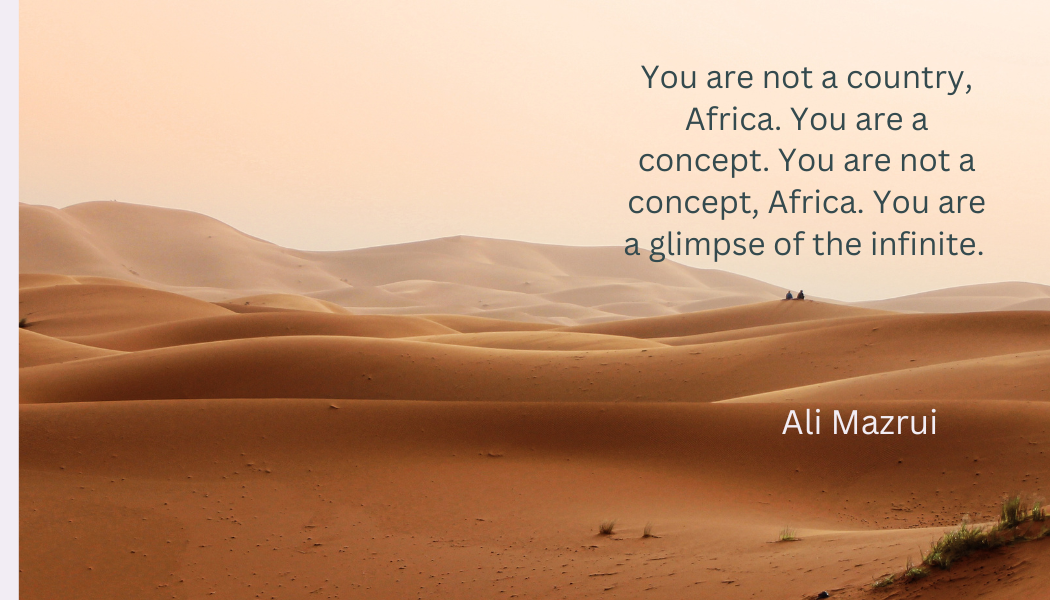 You are not a country,
Africa. You are a
concept. You are not a
concept, Africa. You are
a glimpse of the infinite.
Ali Mazrui